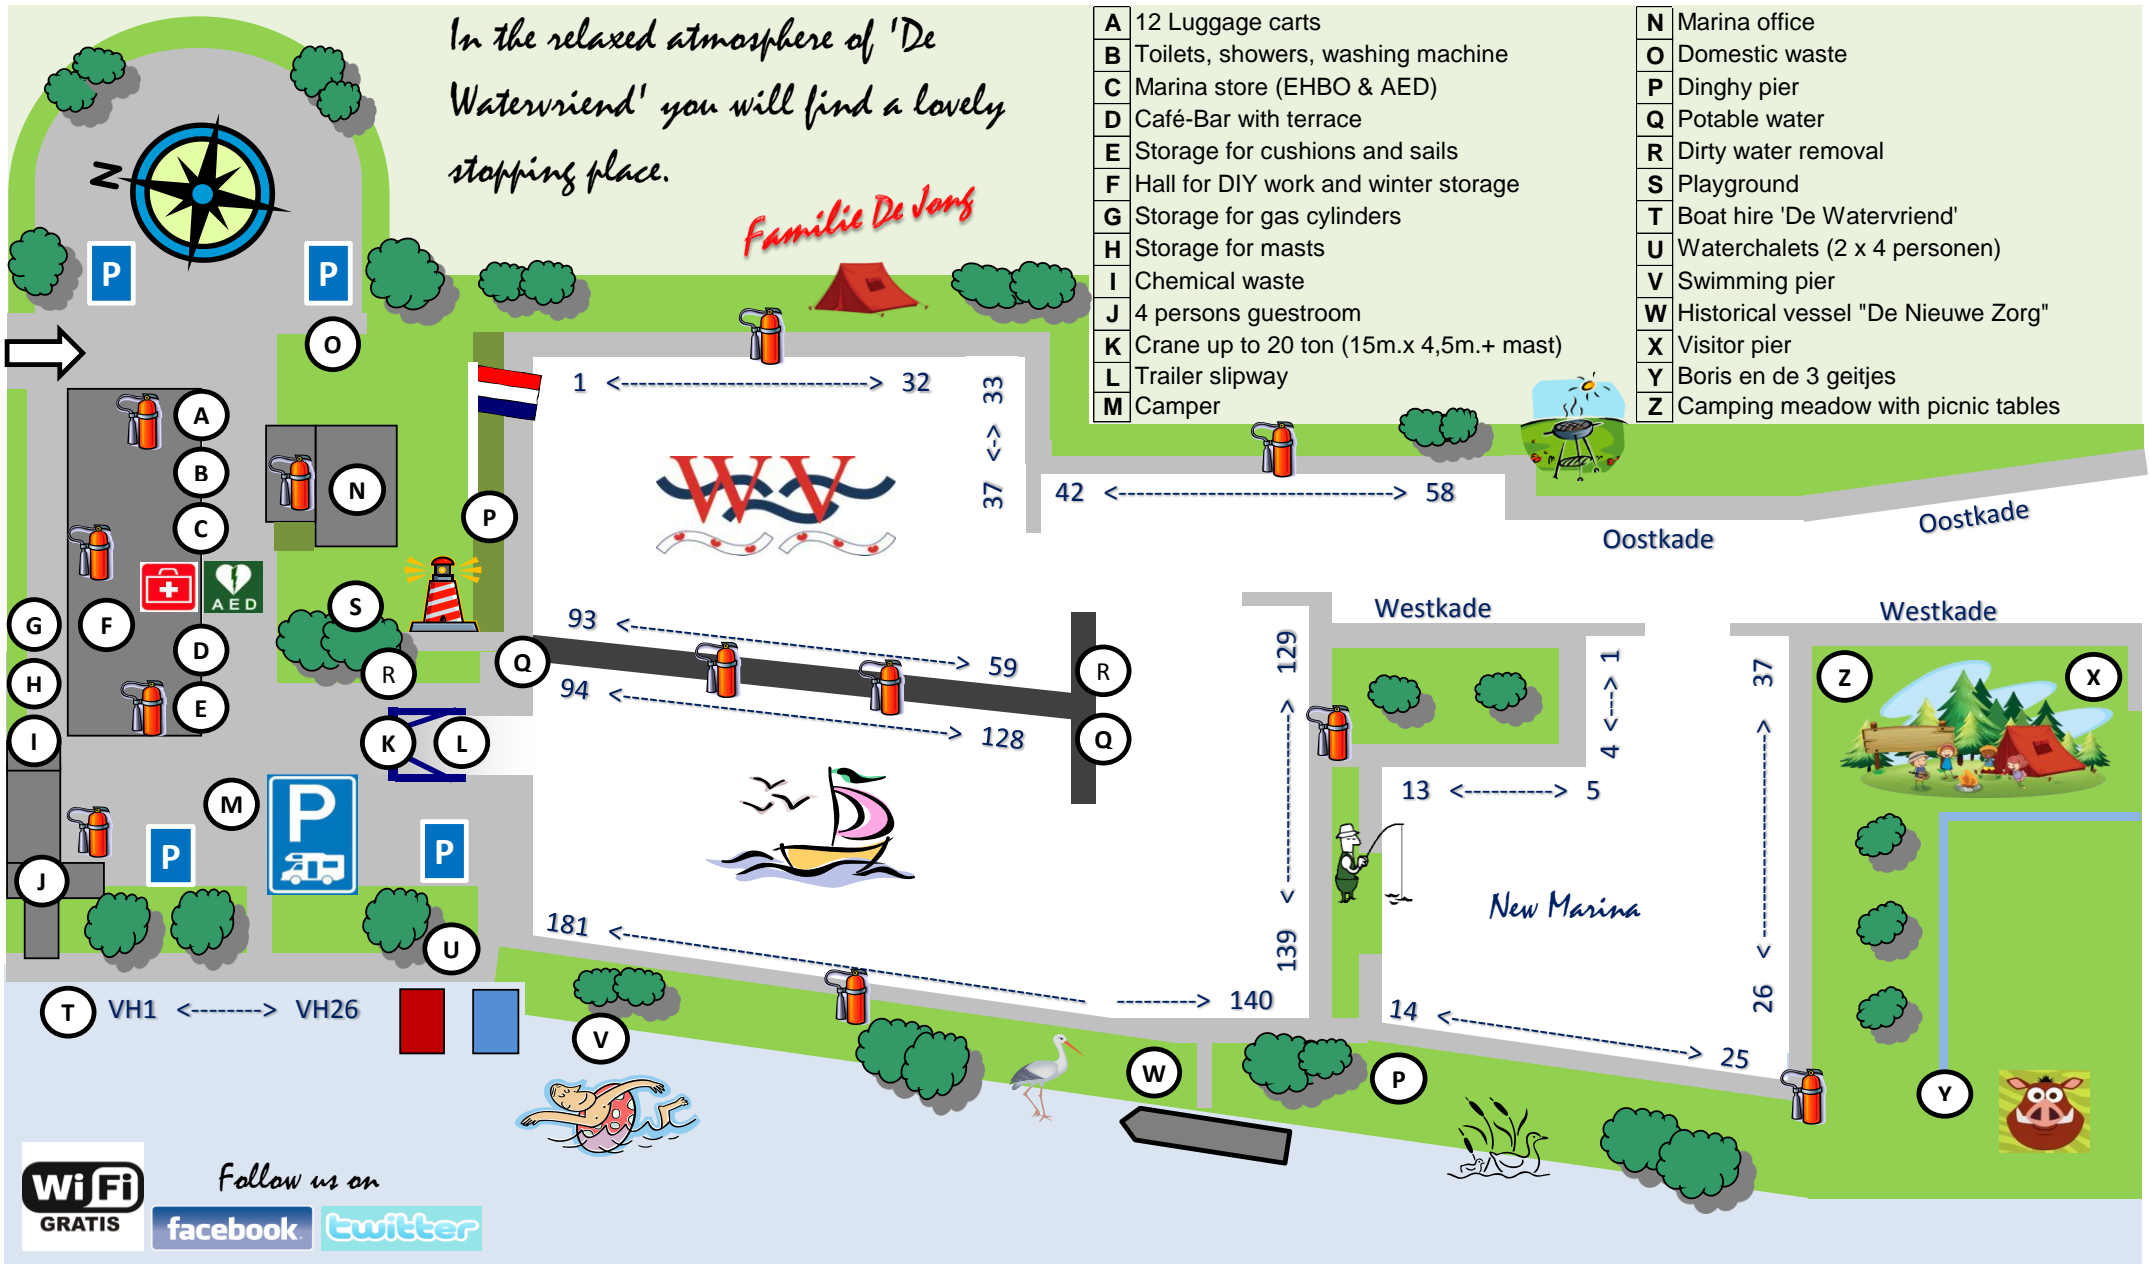 In the relaxed atmosphere of 'De
Watervriend' you will find a lovely
stopping place.
Familie De Jong
A 12 Luggage carts
B Toilets, showers, washing machine
C Marina store (EHBO & AED)
D Café-Bar with terrace
E Storage for cushions and sails
F Hall for DIY work and winter storage
G Storage for gas cylinders
H Storage for masts
I Chemical waste
J 4 persons guestroom
K Crane up to 20 ton (15m.x 4,5m.+ mast)
L Trailer slipway
M Camper
N Marina office
O Domestic waste
P Dinghy pier
Q Potable water
R Dirty water removal
S Playground
T Boat hire 'De Watervriend'
U Waterchalets (2 x 4 personen)
V Swimming pier
W Historical vessel "De Nieuwe Zorg"
X Visitor pier
Y Boris en de 3 geitjes
Z Camping meadow with picnic tables
N
P
P
O
1 <---------------------------> 32
33 <-> 37
A
B
C
N
P
WV
42 <-----------------------------> 58
Oostkade
Oostkade
AED
G
F
S
D
R
H
E
I
Q
K
L
93 <----------------------------------> 59
94 <----------------------------------> 128
R
Q
129 <------------------> 139
Westkade
Westkade
1 <---> 4
37 <----------------------> 26
Z
X
13 <----------> 5
M
P
P
P
J
U
New Marina
181 <------------------------------------------------ --------> 140
14 <------------------------> 25
T VH1 <--------> VH26
V
W
P
Y
WiFi
GRATIS
Follow us on
facebook
twitter